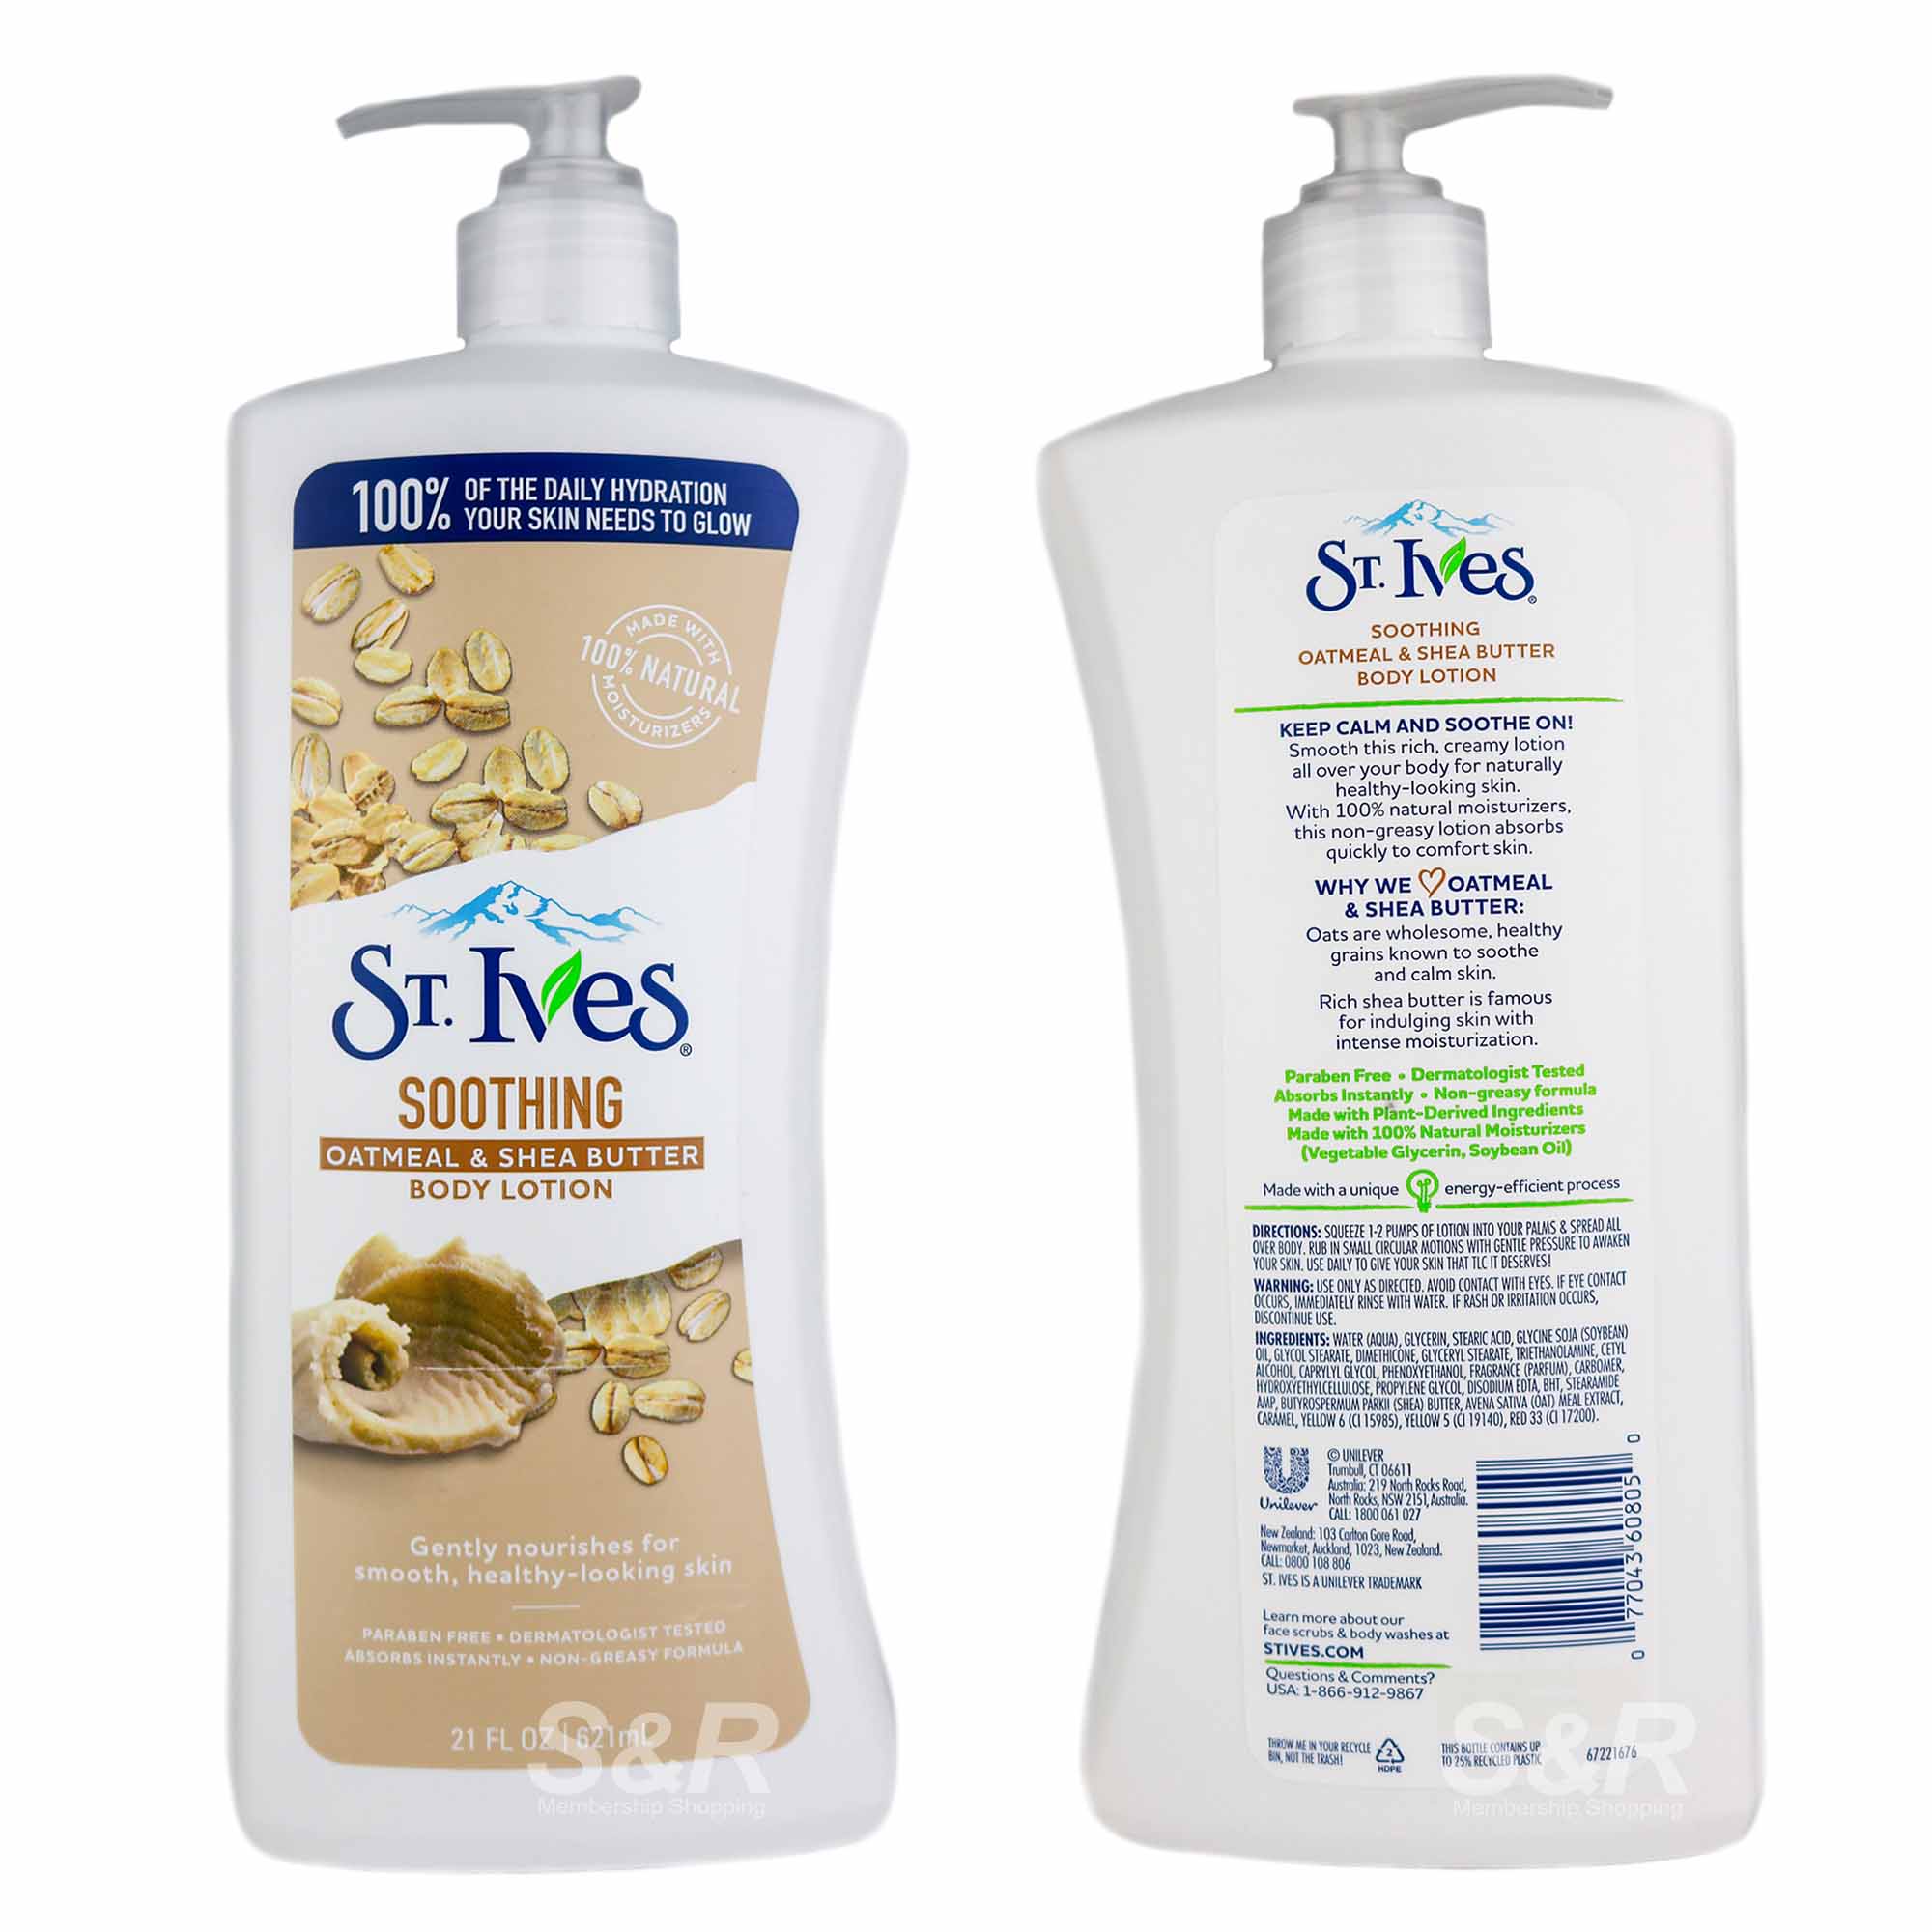 100% OF THE DAILY HYDRATION
YOUR SKIN NEEDS TO GLOW
MADE WITH
100% NATURAL
MOISTURIZERS
ST. IVES®
SOOTHING
OATMEAL & SHEA BUTTER
BODY LOTION
Gently nourishes for
smooth, healthy-looking skin
PARABEN FREE • DERMATOLOGIST TESTED
ABSORBS INSTANTLY • NON-GREASY FORMULA
21 FL OZ | 621mL
S&R
Membership Shopping
ST. IVES®
SOOTHING
OATMEAL & SHEA BUTTER
BODY LOTION
KEEP CALM AND SOOTHE ON!
Smooth this rich, creamy lotion
all over your body for naturally
healthy-looking skin.
With 100% natural moisturizers,
this non-greasy lotion absorbs
quickly to comfort skin.
WHY WE ♡ OATMEAL
& SHEA BUTTER:
Oats are wholesome, healthy
grains known to soothe
and calm skin.
Rich shea butter is famous
for indulging skin with
intense moisturization.
Paraben Free • Dermatologist Tested
Absorbs Instantly • Non-greasy formula
Made with Plant-Derived Ingredients
Made with 100% Natural Moisturizers
(Vegetable Glycerin, Soybean Oil)
Made with a unique energy-efficient process
DIRECTIONS: SQUEEZE 1-2 PUMPS OF LOTION INTO YOUR PALMS & SPREAD ALL
OVER BODY. RUB IN SMALL CIRCULAR MOTIONS WITH GENTLE PRESSURE TO AWAKEN
YOUR SKIN. USE DAILY TO GIVE YOUR SKIN THAT TLC IT DESERVES!
WARNING: USE ONLY AS DIRECTED. AVOID CONTACT WITH EYES. IF EYE CONTACT
OCCURS, IMMEDIATELY RINSE WITH WATER. IF RASH OR IRRITATION OCCURS,
DISCONTINUE USE.
INGREDIENTS: WATER (AQUA), GLYCERIN, STEARIC ACID, GLYCINE SOJA (SOYBEAN)
OIL, GLYCOL STEARATE, DIMETHICONE, GLYCERYL STEARATE, TRIETHANOLAMINE, CETYL
ALCOHOL, CAPRYLYL GLYCOL, PHENOXYETHANOL, FRAGRANCE (PARFUM), CARBOMER,
HYDROXYETHYLCELLULOSE, PROPYLENE GLYCOL, DISODIUM EDTA, BHT, STEARAMIDE
AMP, BUTYROSPERMUM PARKII (SHEA) BUTTER, AVENA SATIVA (OAT) MEAL EXTRACT,
CARAMEL, YELLOW 6 (CI 15985), YELLOW 5 (CI 19140), RED 33 (CI 17200).
Unilever
© UNILEVER
Trumbull, CT 06611
Australia: 219 North Rocks Road,
North Rocks, NSW 2151, Australia.
CALL: 1800 061 027
New Zealand: 103 Carlton Gore Road,
Newmarket, Auckland, 1023, New Zealand.
CALL: 0800 108 806
ST. IVES IS A UNILEVER TRADEMARK
0 77043 60805 0
Learn more about our
face scrubs & body washes at
STIVES.COM
Questions & Comments?
USA: 1-866-912-9867
THROW ME IN YOUR RECYCLE
BIN, NOT THE TRASH!
2
HDPE
THIS BOTTLE CONTAINS UP
TO 25% RECYCLED PLASTIC
67221676
S&R
Membership Shopping